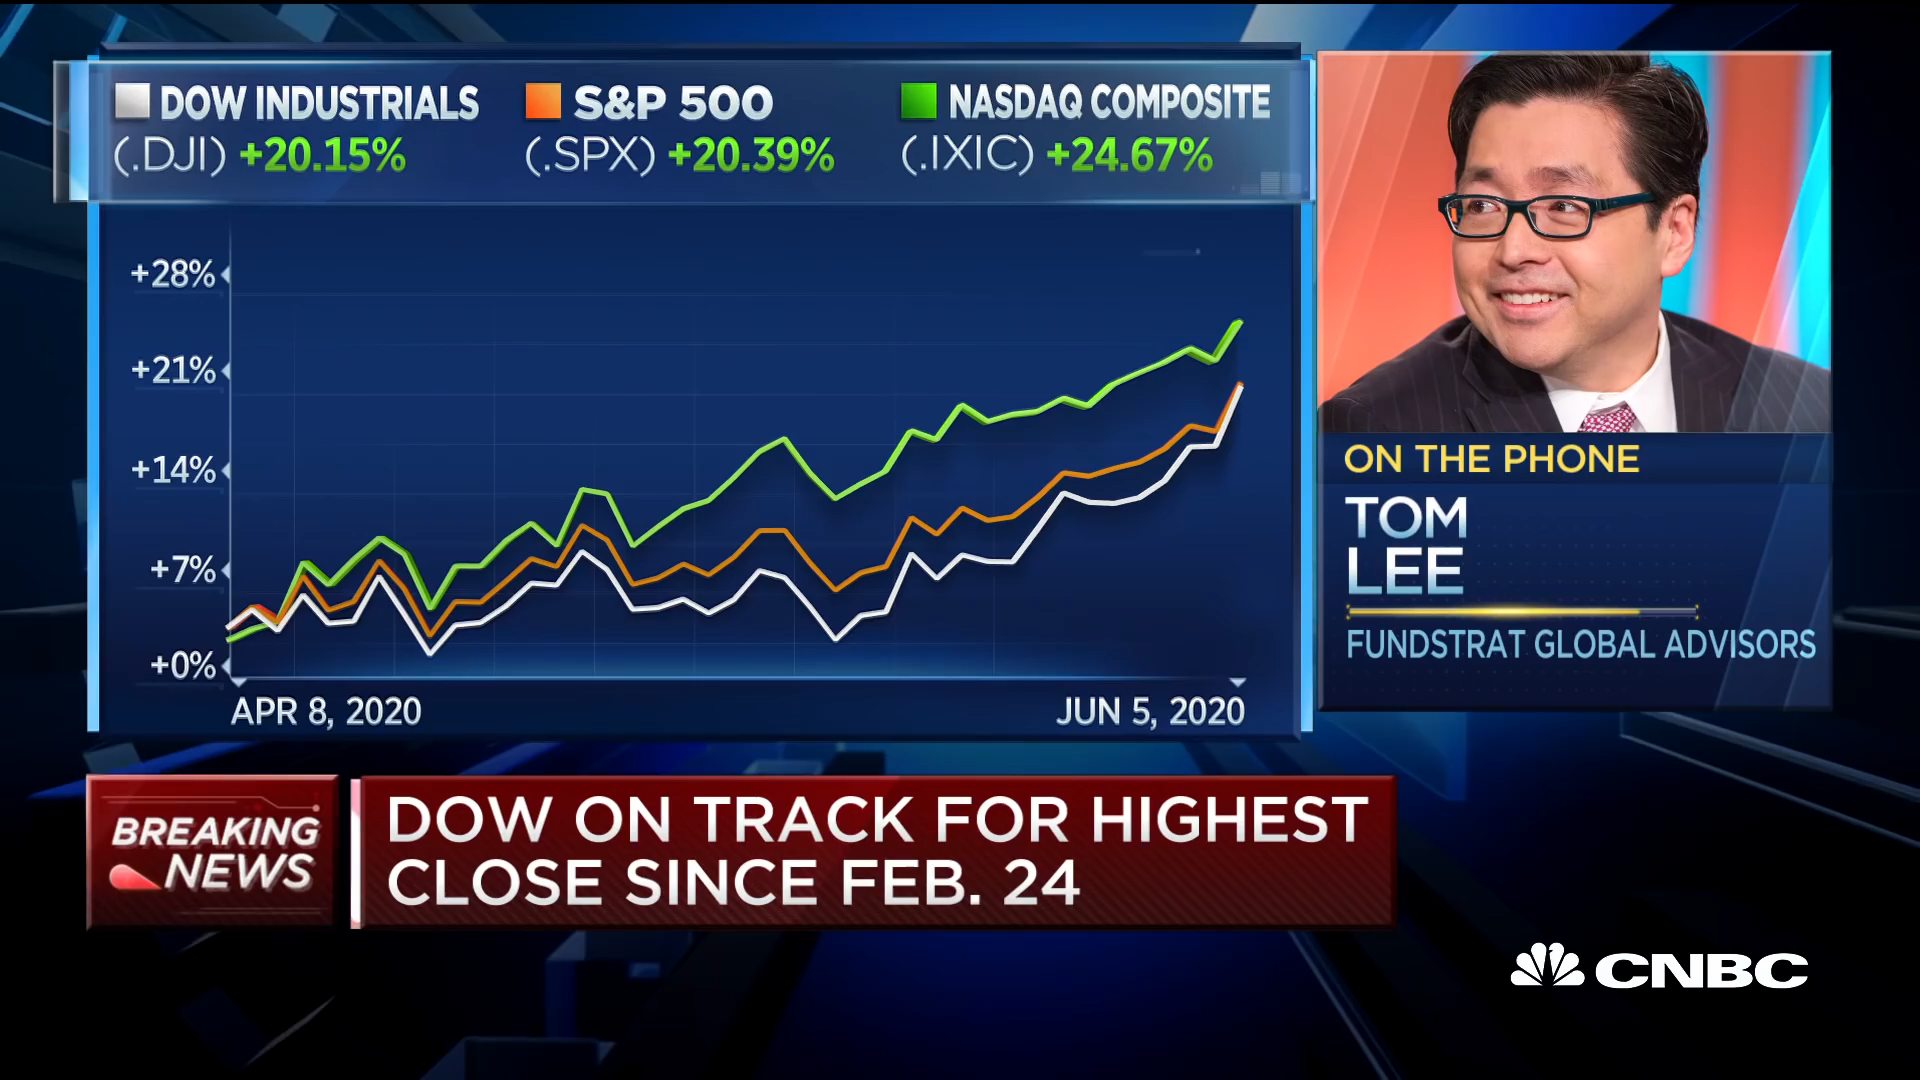 DOW INDUSTRIALS
(.DJI) +20.15%
S&P 500
(.SPX) +20.39%
NASDAQ COMPOSITE
(.IXIC) +24.67%
+28%
+21%
+14%
+7%
+0%
APR 8, 2020
JUN 5, 2020
ON THE PHONE
TOM
LEE
FUNDSTRAT GLOBAL ADVISORS
BREAKING
NEWS
DOW ON TRACK FOR HIGHEST
CLOSE SINCE FEB. 24
CNBC